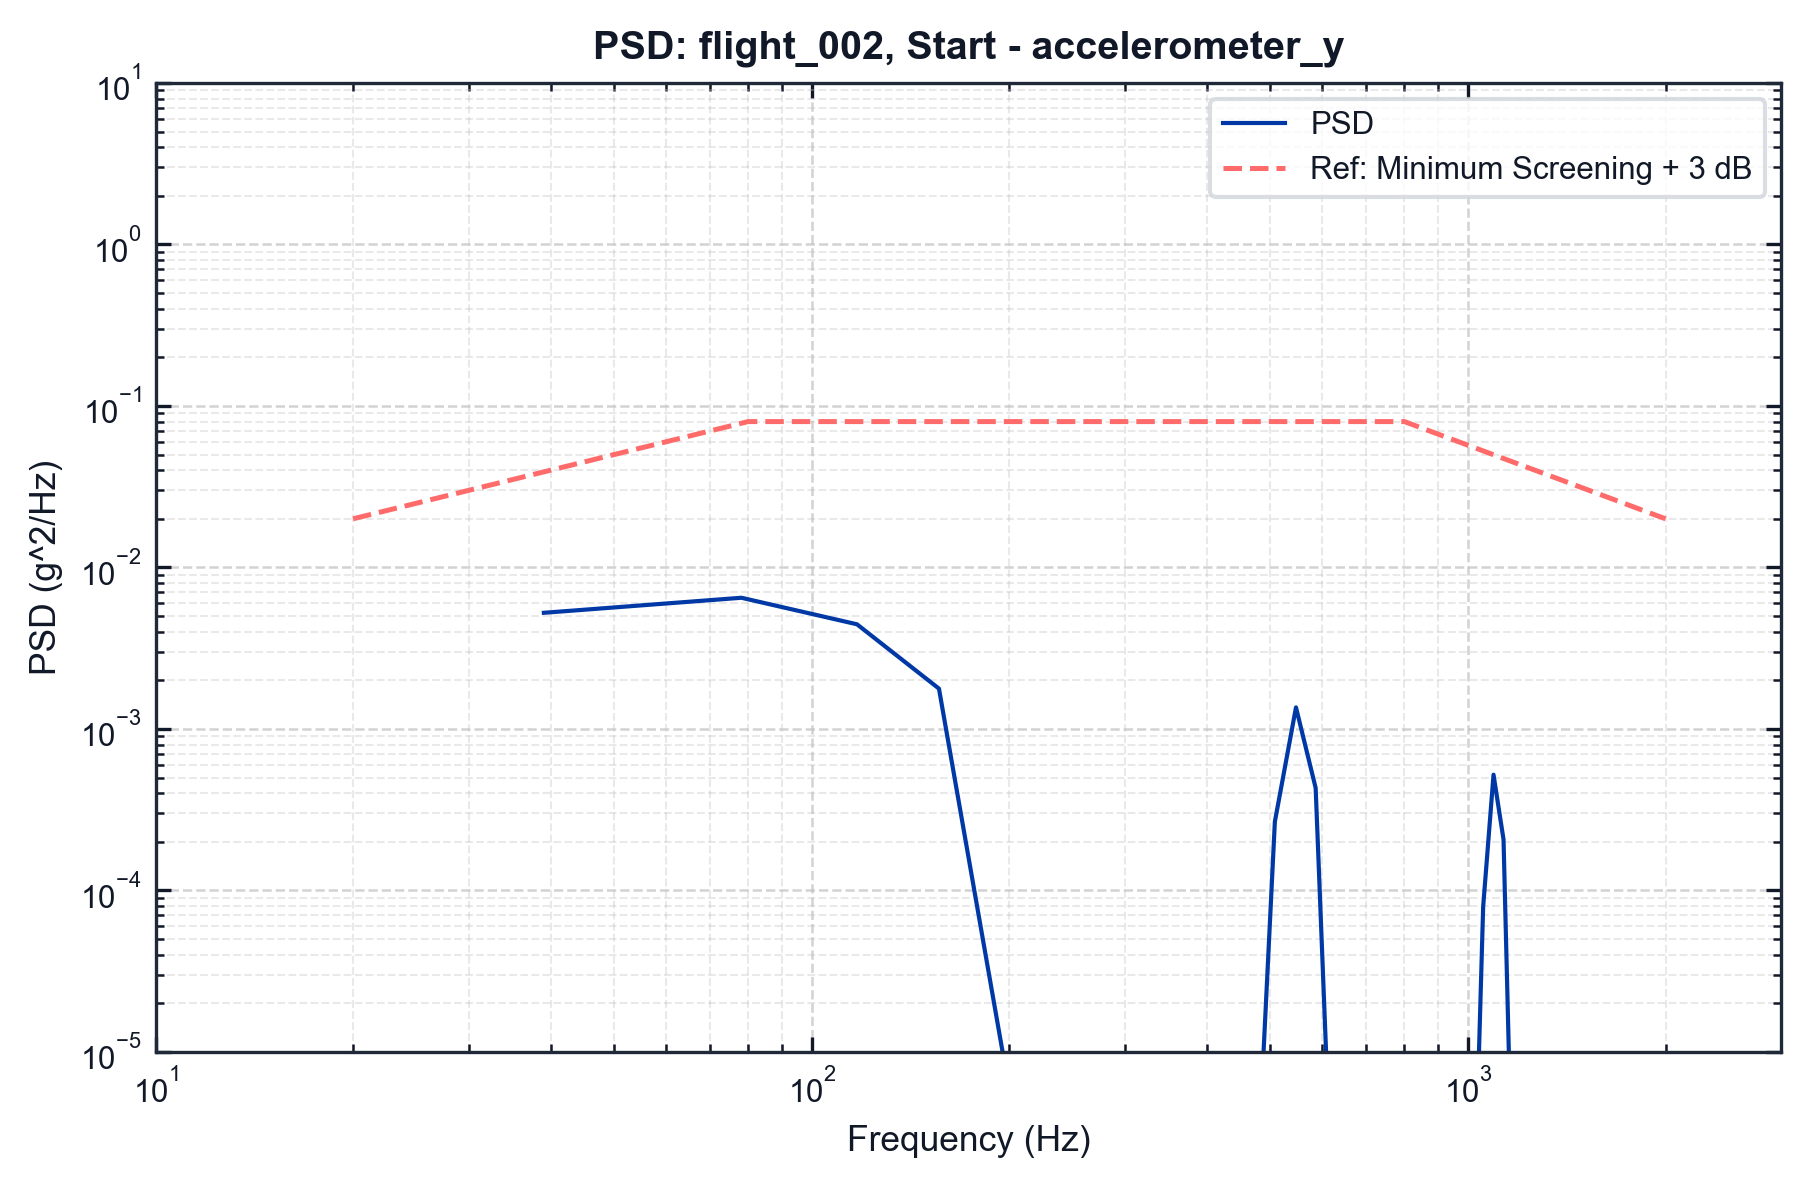 PSD: flight_002, Start - accelerometer_y
PSD
Ref: Minimum Screening + 3 dB
10^1
10^0
10^−1
10^−2
10^−3
10^−4
10^−5
PSD (g^2/Hz)
10^1
10^2
10^3
Frequency (Hz)